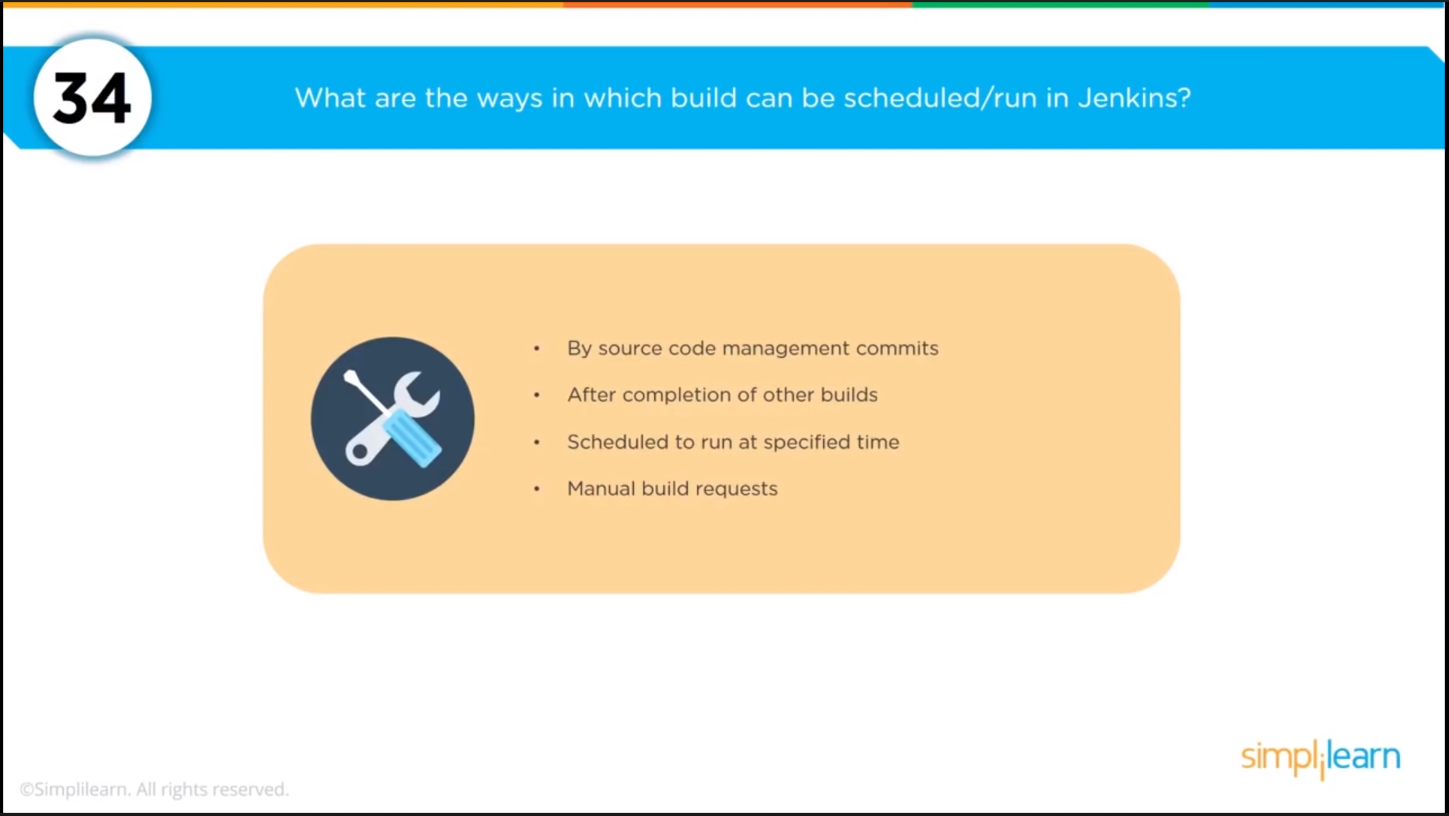 34
What are the ways in which build can be scheduled/run in Jenkins?
• By source code management commits
• After completion of other builds
• Scheduled to run at specified time
• Manual build requests
simplilearn
©Simplilearn. All rights reserved.